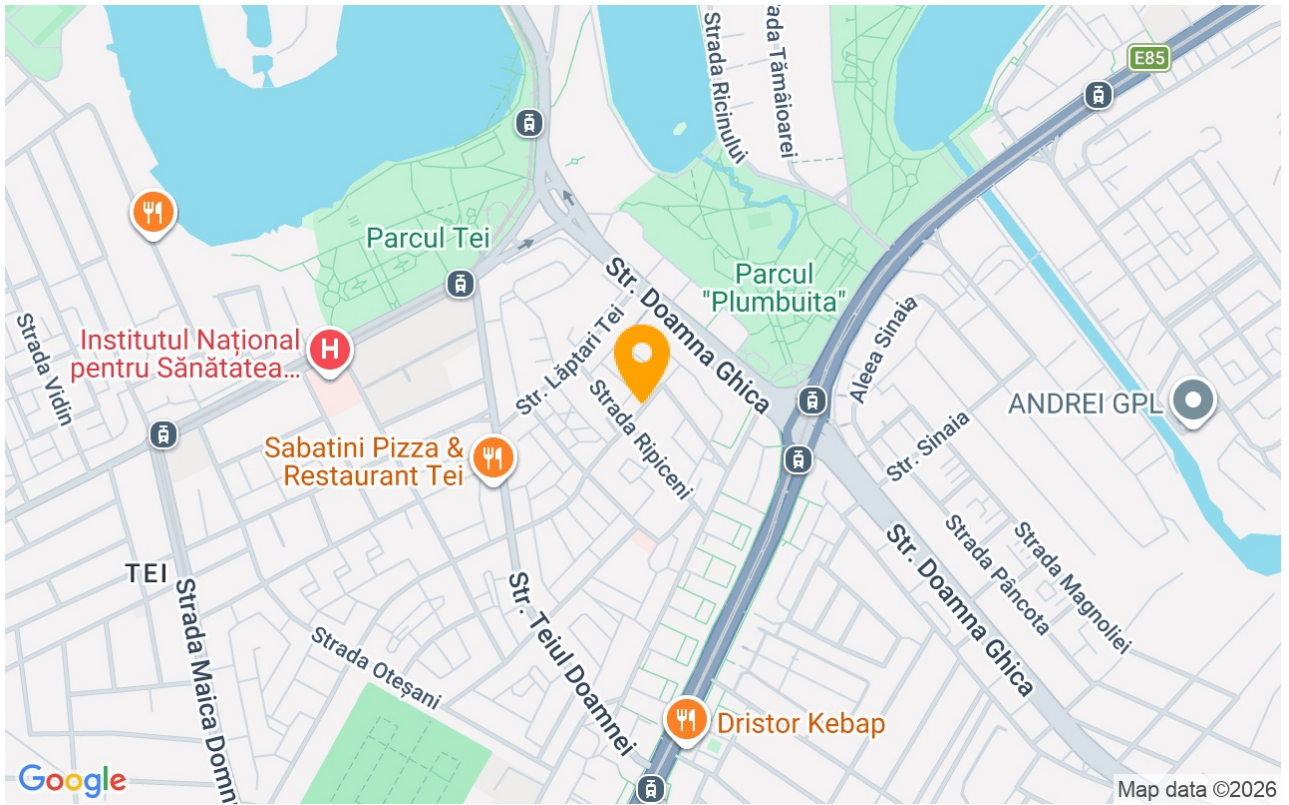 E85
Strada Ricinului
ada Tămâioarei
Parcul Tei
Str. Doamna Ghica
Parcul
"Plumbuita"
Aleea Sinaia
Strada Vidin
Institutul Național
pentru Sănătatea...
H
Str. Lăptari Tei
Strada Ripiceni
ANDREI GPL
Sabatini Pizza &
Restaurant Tei
Str. Sinaia
Strada Pâncota
Strada Magnoliei
Str. Doamna Ghica
TEI
Strada Maica Domn
Str. Teiul Doamnei
Strada Oteșani
Dristor Kebap
Google
Map data ©2026